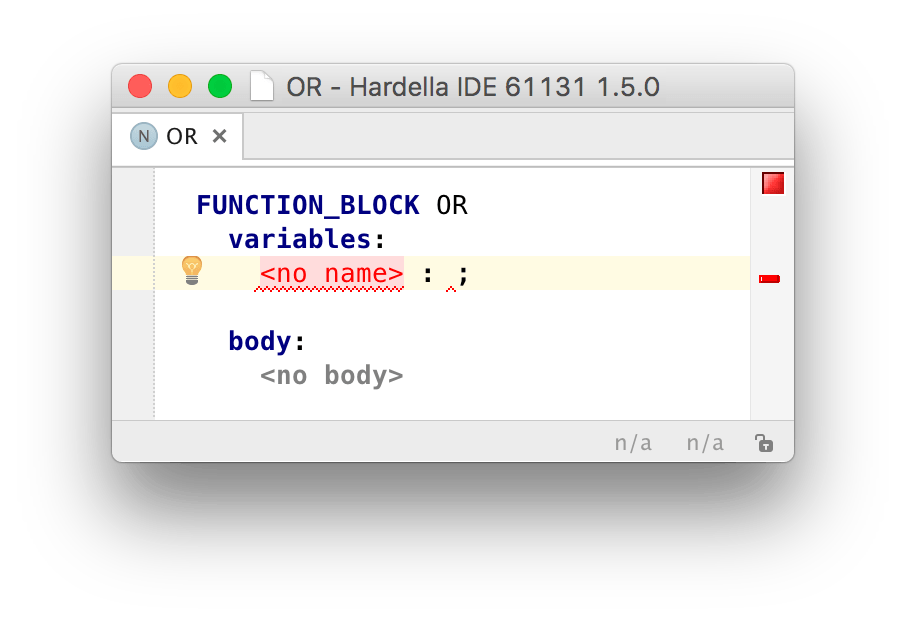 OR - Hardella IDE 61131 1.5.0
N OR ×
FUNCTION_BLOCK OR
variables:
<no name> : ;
body:
<no body>
n/a n/a